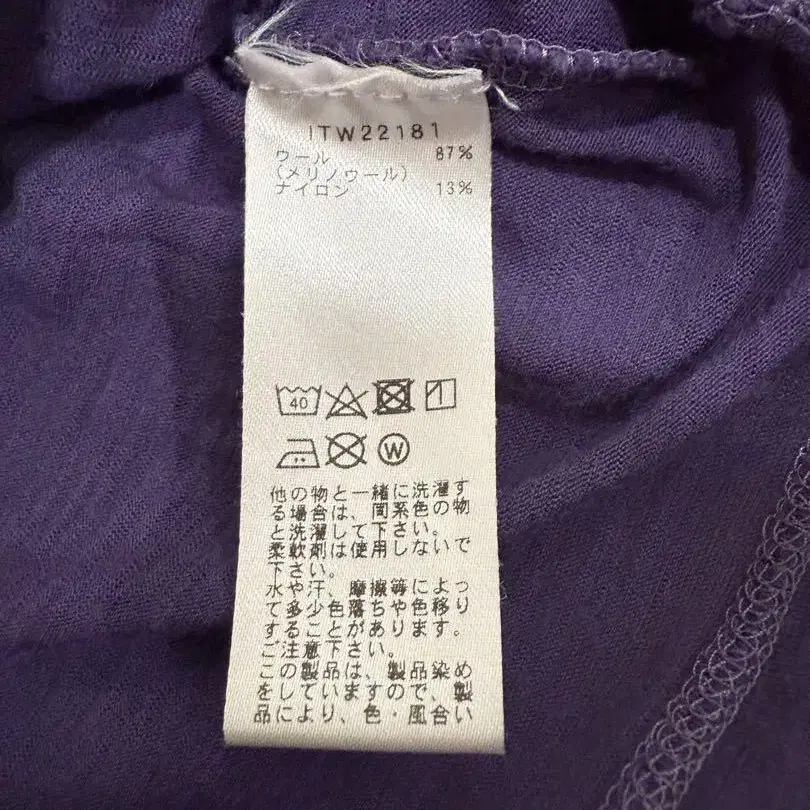 ITW22181
ウール 87%
(メリノウール)
ナイロン 13%
40
W
他の物と一緒に洗濯す
る場合は、同系色の物
と洗濯して下さい。
柔軟剤は使用しないで
下さい。
水や汗、摩擦等によっ
て多少色落ちや色移り
することがあります。
ご注意下さい。
この製品は、製品染め
をしていますので、製
品により、色・風合い